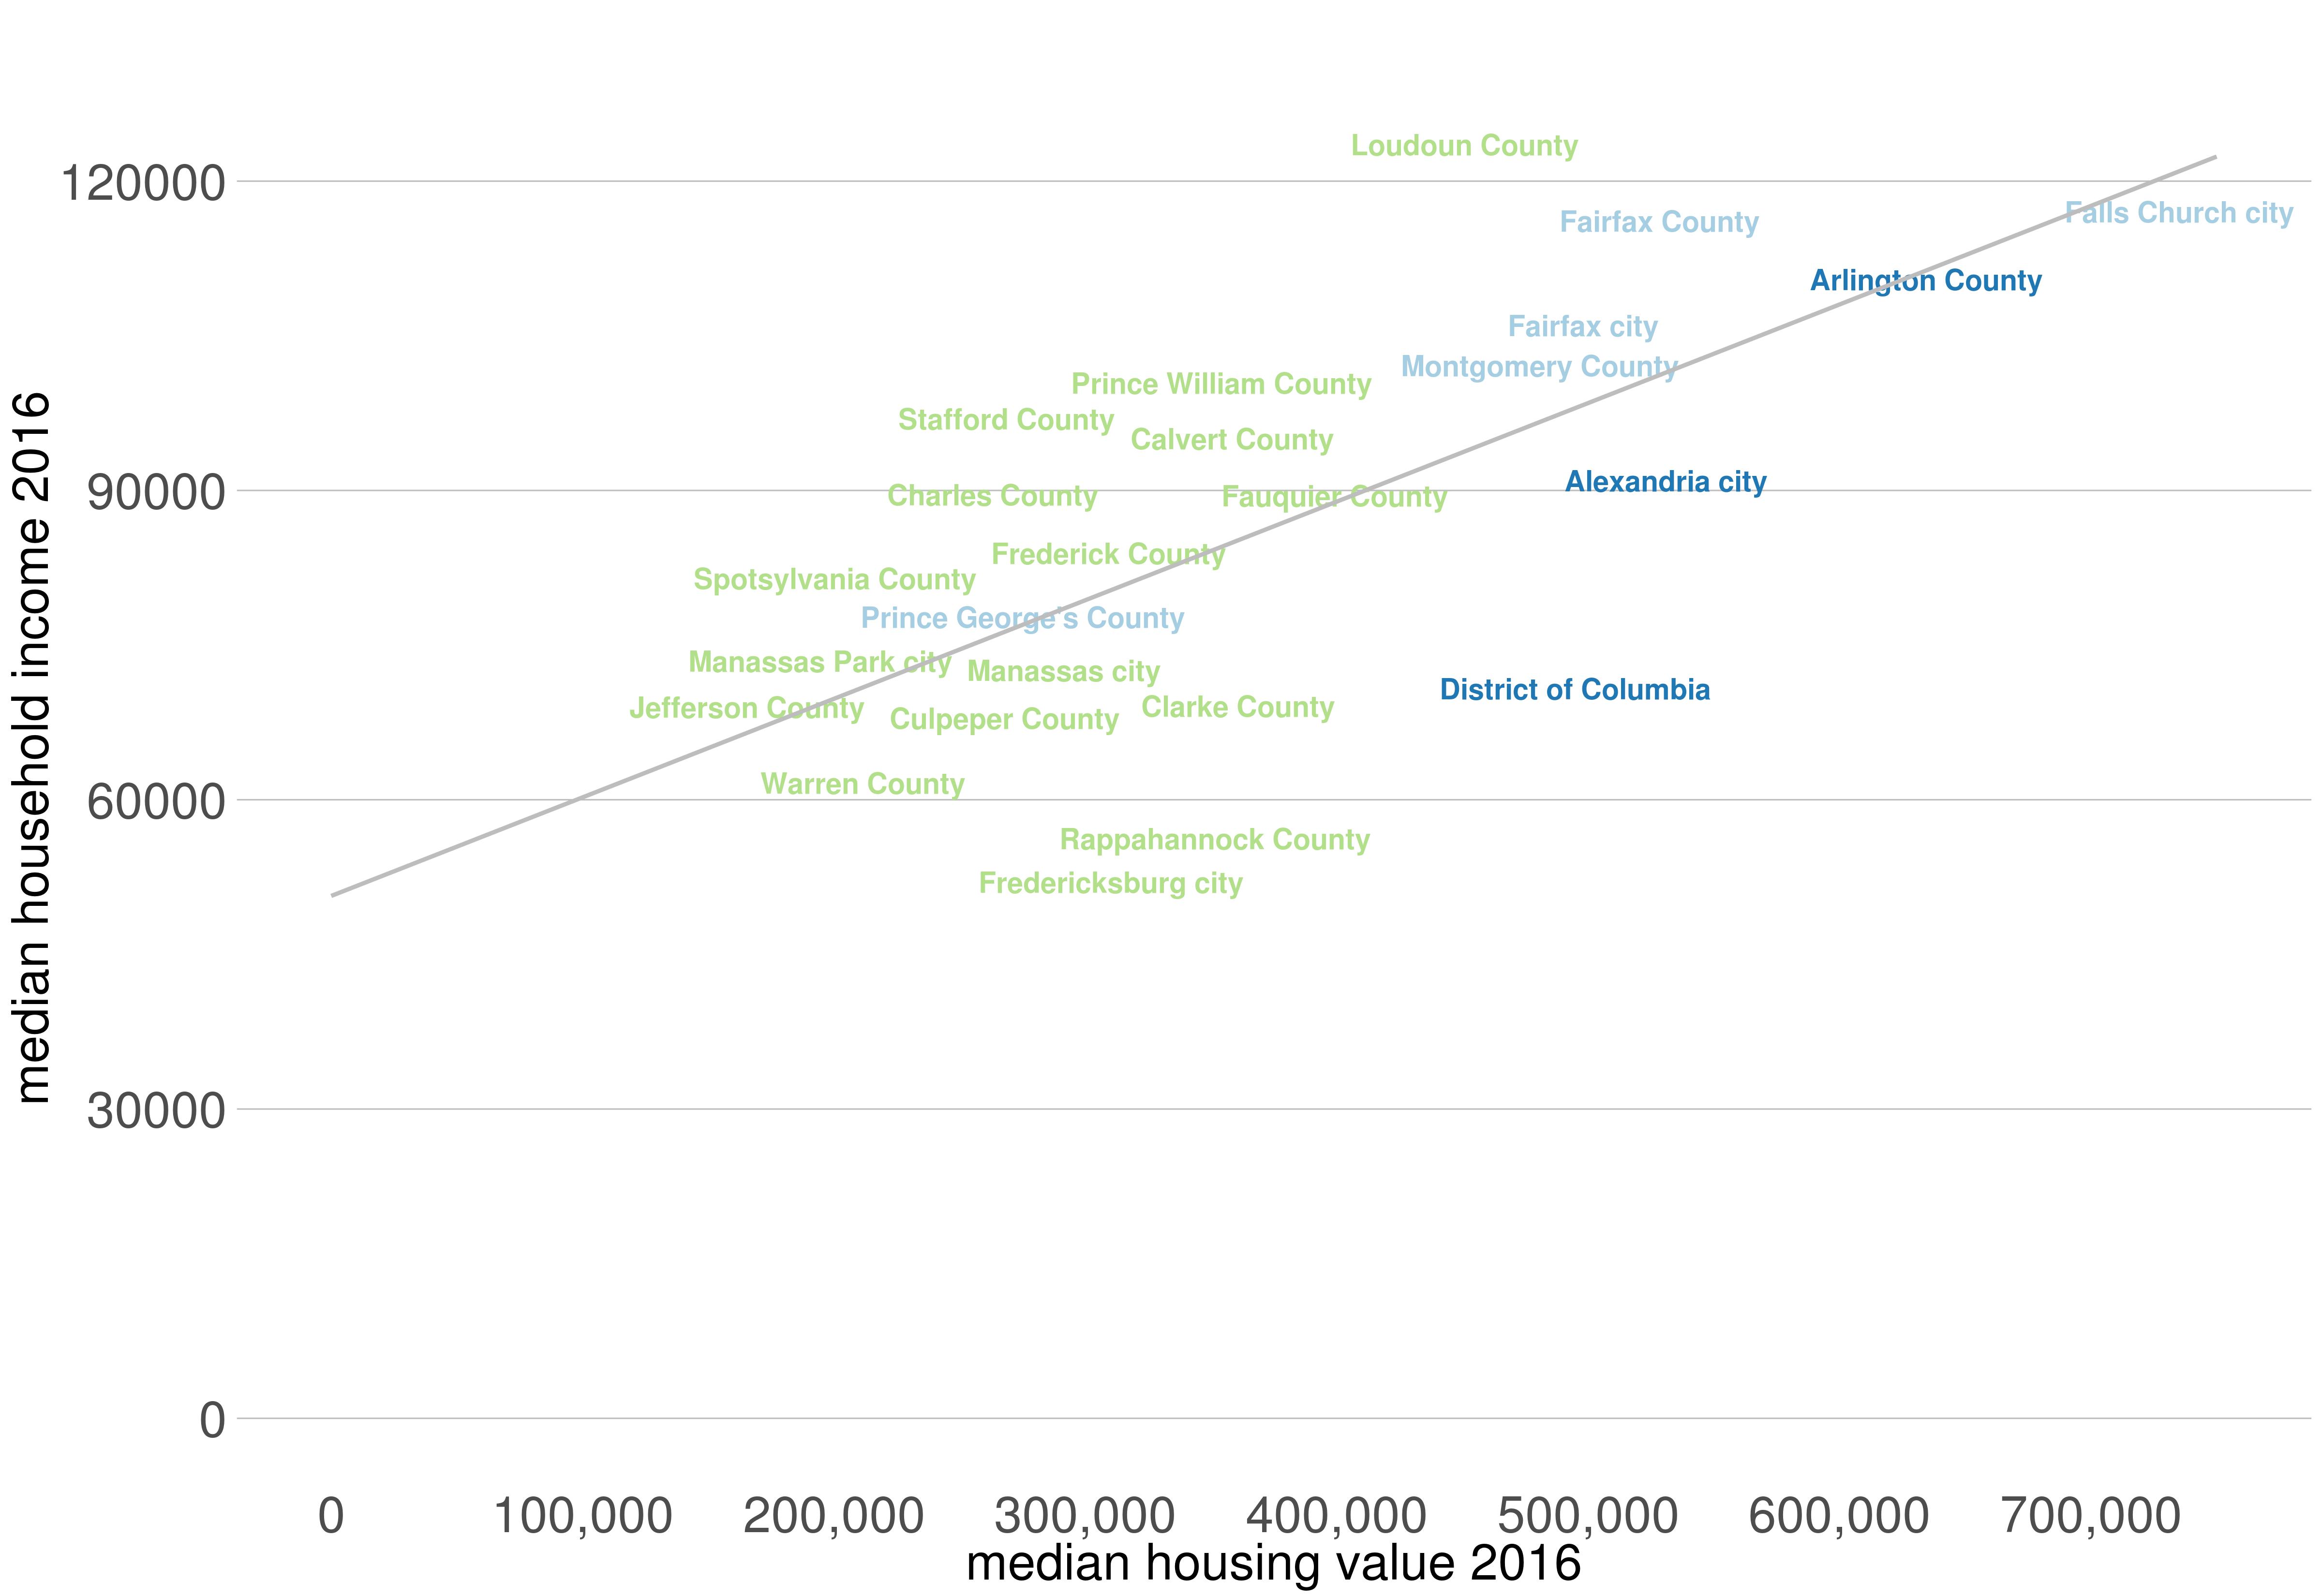 Loudoun County
120000
Falls Church city
Fairfax County
Arlington County
Fairfax city
Montgomery County
Prince William County
Stafford County
Calvert County
Alexandria city
90000
Charles County
Fauquier County
Frederick County
Spotsylvania County
Prince George's County
Manassas Park city
Manassas city
District of Columbia
Jefferson County
Clarke County
Culpeper County
Warren County
60000
Rappahannock County
Fredericksburg city
30000
0
median household income 2016
0 100,000 200,000 300,000 400,000 500,000 600,000 700,000
median housing value 2016